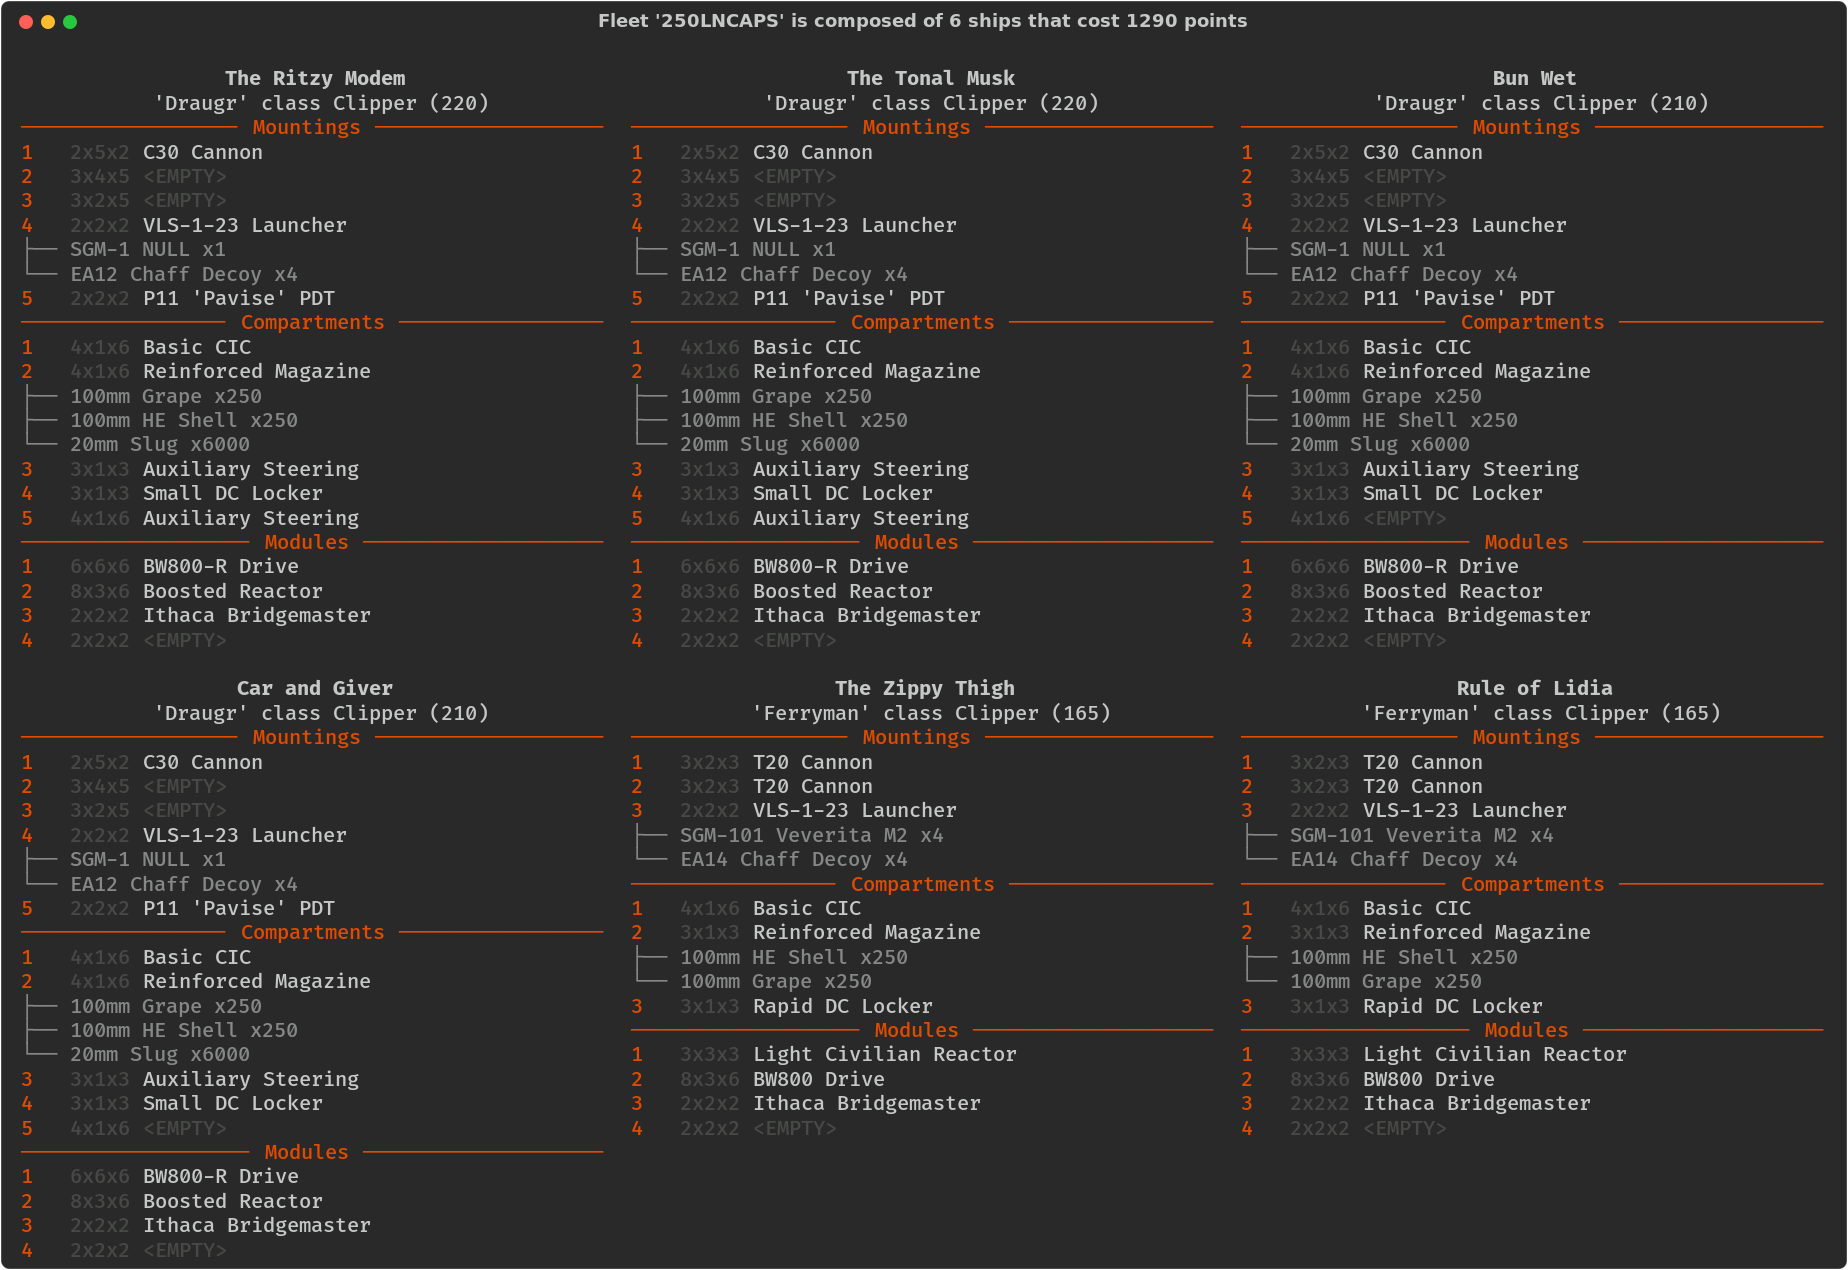 Fleet '250LNCAPS' is composed of 6 ships that cost 1290 points
The Ritzy Modem
'Draugr' class Clipper (220)
Mountings
1 2x5x2 C30 Cannon
2 3x4x5 <EMPTY>
3 3x2x5 <EMPTY>
4 2x2x2 VLS-1-23 Launcher
├── SGM-1 NULL x1
└── EA12 Chaff Decoy x4
5 2x2x2 P11 'Pavise' PDT
Compartments
1 4x1x6 Basic CIC
2 4x1x6 Reinforced Magazine
├── 100mm Grape x250
├── 100mm HE Shell x250
└── 20mm Slug x6000
3 3x1x3 Auxiliary Steering
4 3x1x3 Small DC Locker
5 4x1x6 Auxiliary Steering
Modules
1 6x6x6 BW800-R Drive
2 8x3x6 Boosted Reactor
3 2x2x2 Ithaca Bridgemaster
4 2x2x2 <EMPTY>
The Tonal Musk
'Draugr' class Clipper (220)
Mountings
1 2x5x2 C30 Cannon
2 3x4x5 <EMPTY>
3 3x2x5 <EMPTY>
4 2x2x2 VLS-1-23 Launcher
├── SGM-1 NULL x1
└── EA12 Chaff Decoy x4
5 2x2x2 P11 'Pavise' PDT
Compartments
1 4x1x6 Basic CIC
2 4x1x6 Reinforced Magazine
├── 100mm Grape x250
├── 100mm HE Shell x250
└── 20mm Slug x6000
3 3x1x3 Auxiliary Steering
4 3x1x3 Small DC Locker
5 4x1x6 Auxiliary Steering
Modules
1 6x6x6 BW800-R Drive
2 8x3x6 Boosted Reactor
3 2x2x2 Ithaca Bridgemaster
4 2x2x2 <EMPTY>
Bun Wet
'Draugr' class Clipper (210)
Mountings
1 2x5x2 C30 Cannon
2 3x4x5 <EMPTY>
3 3x2x5 <EMPTY>
4 2x2x2 VLS-1-23 Launcher
├── SGM-1 NULL x1
└── EA12 Chaff Decoy x4
5 2x2x2 P11 'Pavise' PDT
Compartments
1 4x1x6 Basic CIC
2 4x1x6 Reinforced Magazine
├── 100mm Grape x250
├── 100mm HE Shell x250
└── 20mm Slug x6000
3 3x1x3 Auxiliary Steering
4 3x1x3 Small DC Locker
5 4x1x6 <EMPTY>
Modules
1 6x6x6 BW800-R Drive
2 8x3x6 Boosted Reactor
3 2x2x2 Ithaca Bridgemaster
4 2x2x2 <EMPTY>
Car and Giver
'Draugr' class Clipper (210)
Mountings
1 2x5x2 C30 Cannon
2 3x4x5 <EMPTY>
3 3x2x5 <EMPTY>
4 2x2x2 VLS-1-23 Launcher
├── SGM-1 NULL x1
└── EA12 Chaff Decoy x4
5 2x2x2 P11 'Pavise' PDT
Compartments
1 4x1x6 Basic CIC
2 4x1x6 Reinforced Magazine
├── 100mm Grape x250
├── 100mm HE Shell x250
└── 20mm Slug x6000
3 3x1x3 Auxiliary Steering
4 3x1x3 Small DC Locker
5 4x1x6 <EMPTY>
Modules
1 6x6x6 BW800-R Drive
2 8x3x6 Boosted Reactor
3 2x2x2 Ithaca Bridgemaster
4 2x2x2 <EMPTY>
The Zippy Thigh
'Ferryman' class Clipper (165)
Mountings
1 3x2x3 T20 Cannon
2 3x2x3 T20 Cannon
3 2x2x2 VLS-1-23 Launcher
├── SGM-101 Veverita M2 x4
└── EA14 Chaff Decoy x4
Compartments
1 4x1x6 Basic CIC
2 3x1x3 Reinforced Magazine
├── 100mm HE Shell x250
└── 100mm Grape x250
3 3x1x3 Rapid DC Locker
Modules
1 3x3x3 Light Civilian Reactor
2 8x3x6 BW800 Drive
3 2x2x2 Ithaca Bridgemaster
4 2x2x2 <EMPTY>
Rule of Lidia
'Ferryman' class Clipper (165)
Mountings
1 3x2x3 T20 Cannon
2 3x2x3 T20 Cannon
3 2x2x2 VLS-1-23 Launcher
├── SGM-101 Veverita M2 x4
└── EA14 Chaff Decoy x4
Compartments
1 4x1x6 Basic CIC
2 3x1x3 Reinforced Magazine
├── 100mm HE Shell x250
└── 100mm Grape x250
3 3x1x3 Rapid DC Locker
Modules
1 3x3x3 Light Civilian Reactor
2 8x3x6 BW800 Drive
3 2x2x2 Ithaca Bridgemaster
4 2x2x2 <EMPTY>